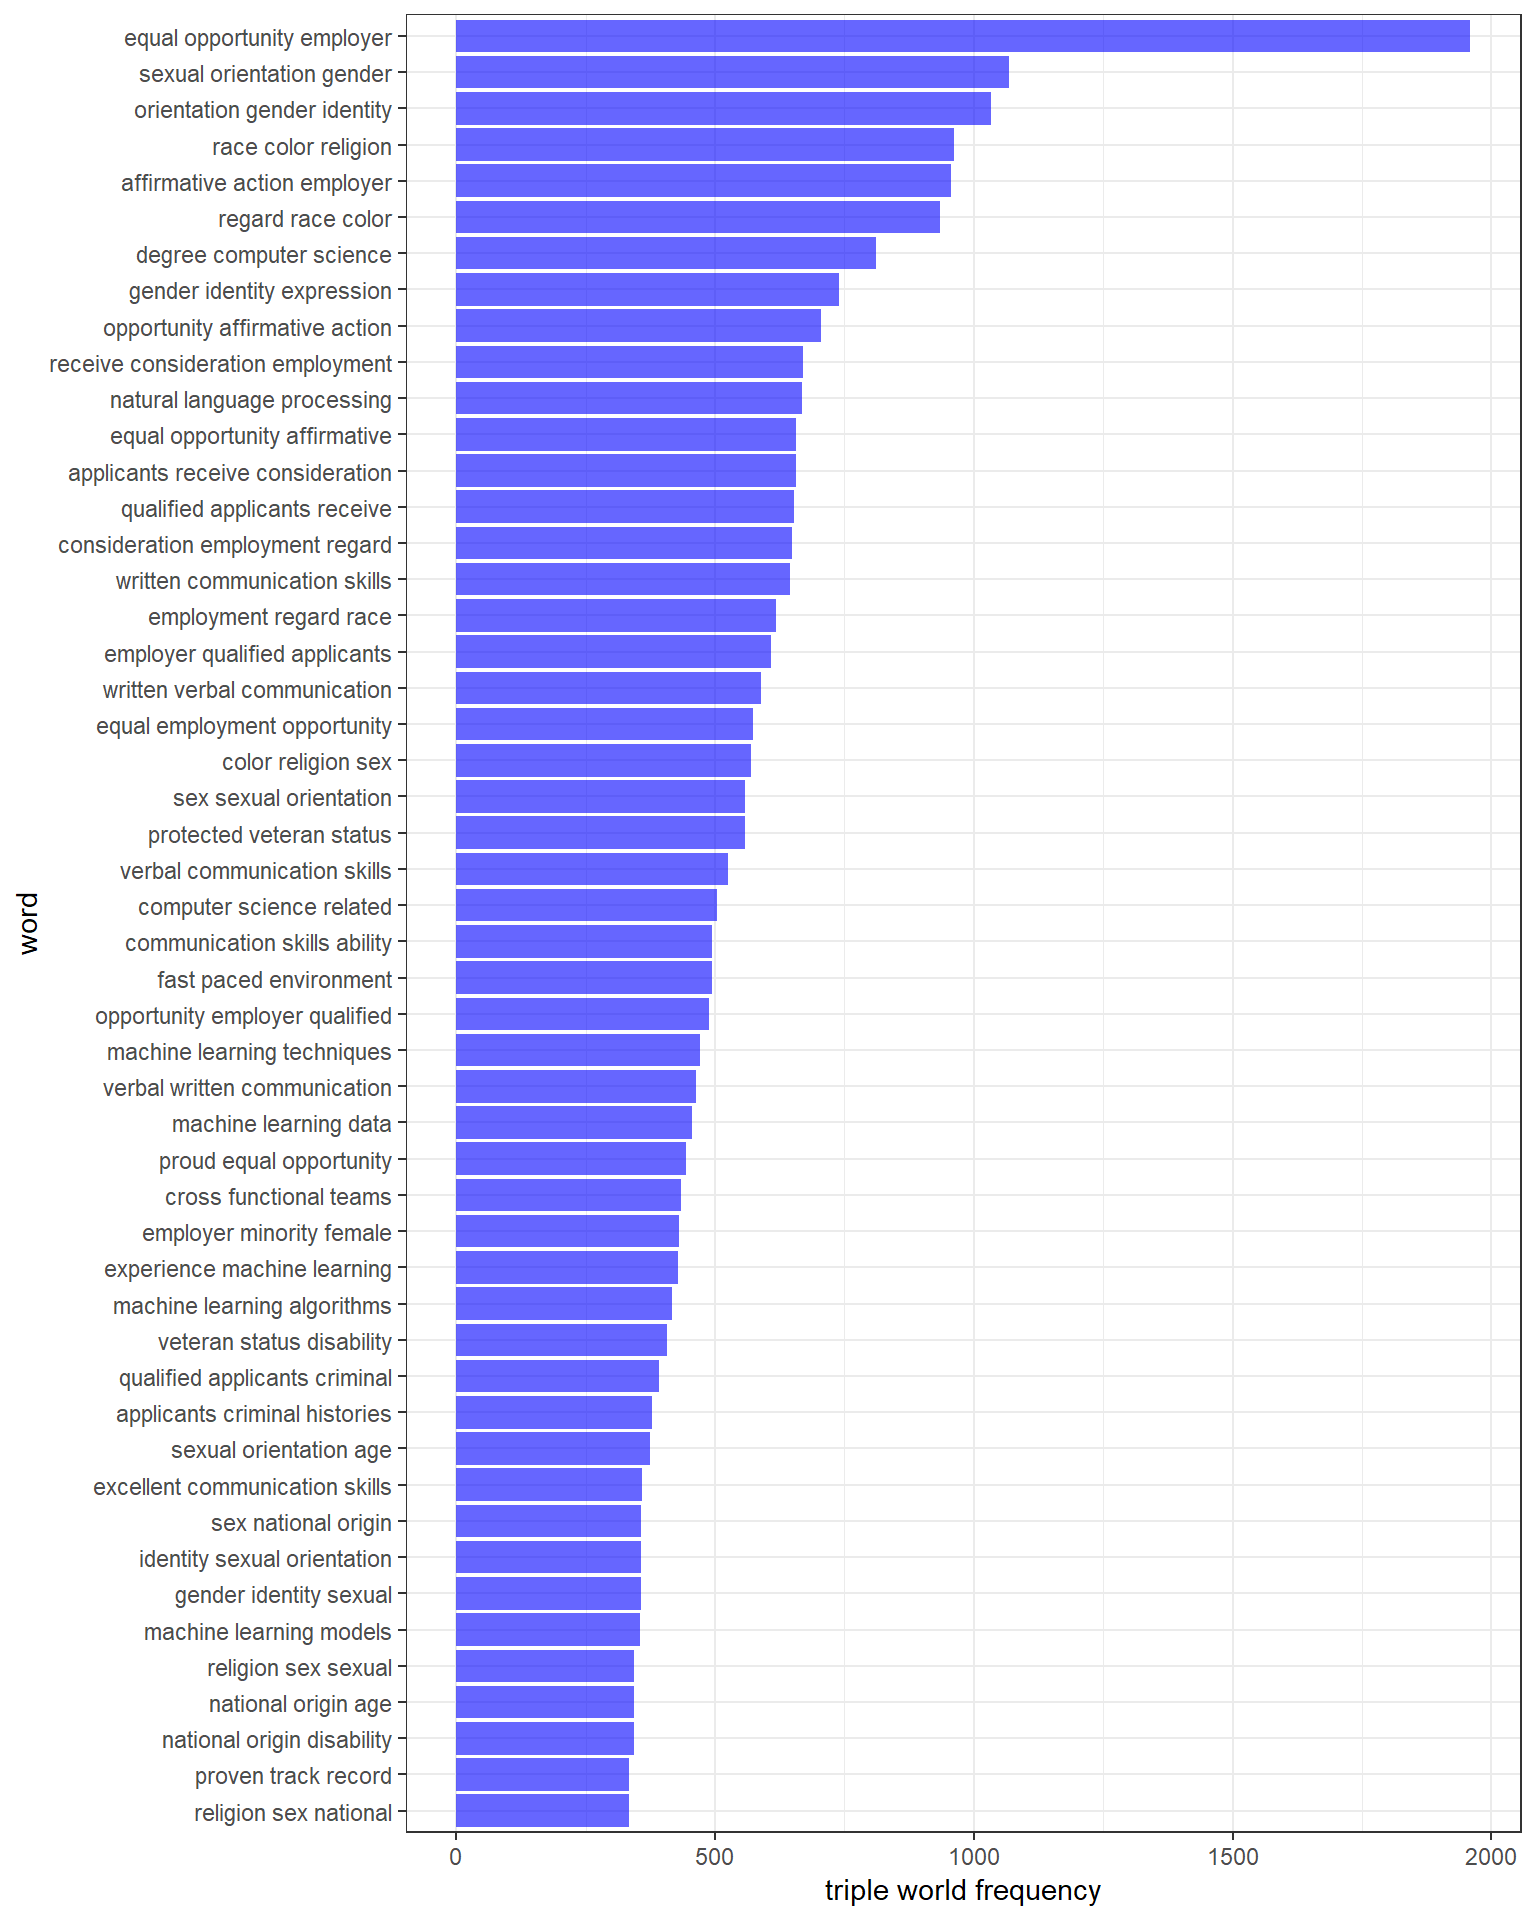 equal opportunity employer
sexual orientation gender
orientation gender identity
race color religion
affirmative action employer
regard race color
degree computer science
gender identity expression
opportunity affirmative action
receive consideration employment
natural language processing
equal opportunity affirmative
applicants receive consideration
qualified applicants receive
consideration employment regard
written communication skills
employment regard race
employer qualified applicants
written verbal communication
equal employment opportunity
color religion sex
sex sexual orientation
protected veteran status
verbal communication skills
computer science related
communication skills ability
fast paced environment
opportunity employer qualified
machine learning techniques
verbal written communication
machine learning data
proud equal opportunity
cross functional teams
employer minority female
experience machine learning
machine learning algorithms
veteran status disability
qualified applicants criminal
applicants criminal histories
sexual orientation age
excellent communication skills
sex national origin
identity sexual orientation
gender identity sexual
machine learning models
religion sex sexual
national origin age
national origin disability
proven track record
religion sex national
word
0 500 1000 1500 2000
triple world frequency